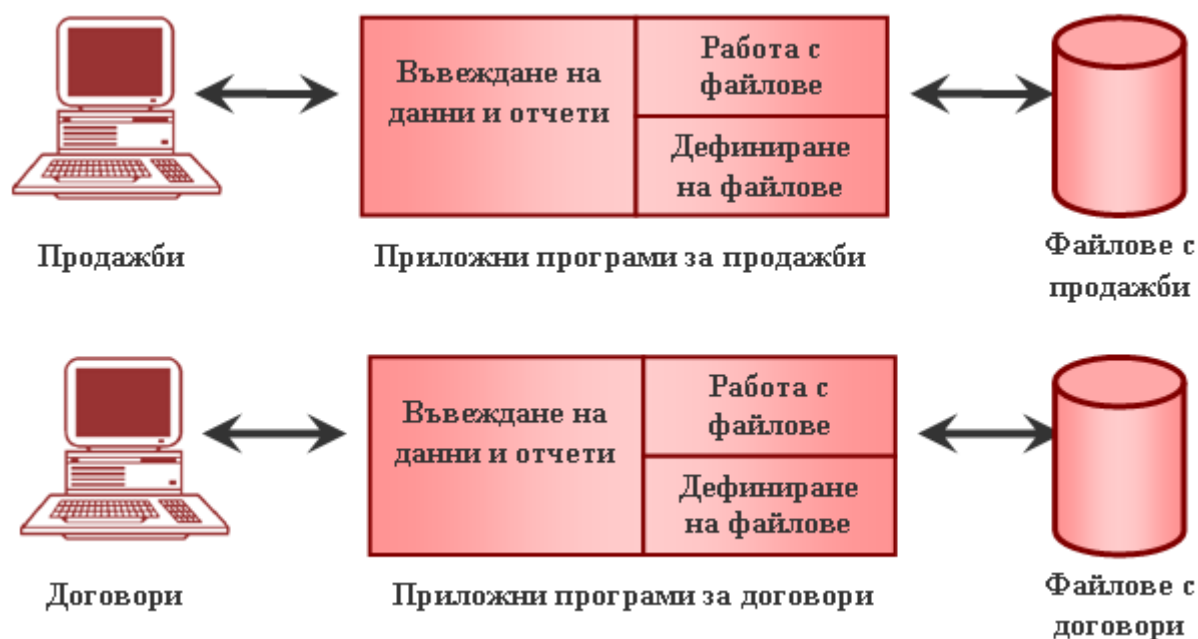 Въвеждане на
данни и отчети
Работа с
файлове
Дефиниране
на файлове
Продажби
Приложни програми за продажби
Файлове с
продажби
Въвеждане на
данни и отчети
Работа с
файлове
Дефиниране
на файлове
Договори
Приложни програми за договори
Файлове с
договори